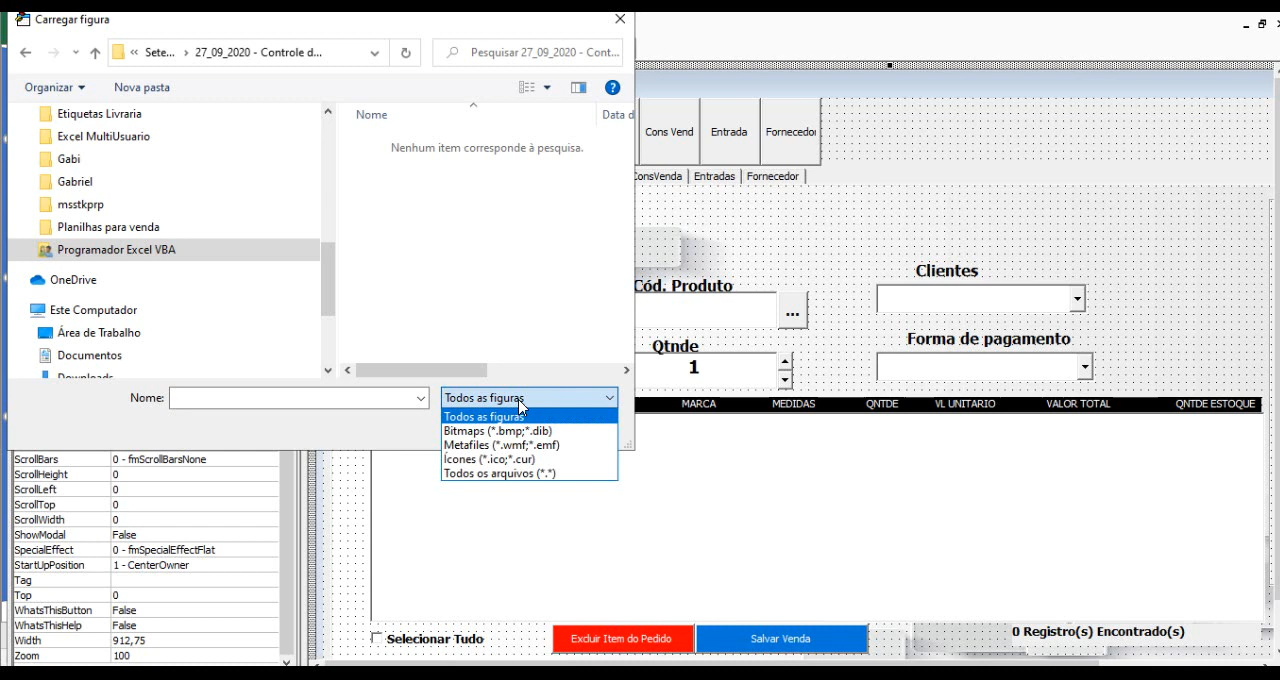 Carregar figura
« Sete... › 27_09_2020 - Controle d...
Pesquisar 27_09_2020 - Cont...
Organizar
Nova pasta
Etiquetas Livraria
Excel MultiUsuario
Gabi
Gabriel
msstkprp
Planilhas para venda
Programador Excel VBA
OneDrive
Este Computador
Área de Trabalho
Documentos
Downloads
Nome
Data d
Nenhum item corresponde à pesquisa.
Nome:
Todos as figuras
Todos as figuras
Bitmaps (*.bmp;*.dib)
Metafiles (*.wmf;*.emf)
Ícones (*.ico;*.cur)
Todos os arquivos (*.*)
Cons Vend
Entrada
Fornecedor
ConsVenda
Entradas
Fornecedor
Cód. Produto
...
Qtnde
1
Clientes
Forma de pagamento
MARCA MEDIDAS QNTDE VL UNITARIO VALOR TOTAL QNTDE ESTOQUE
ScrollBars 0 - fmScrollBarsNone
ScrollHeight 0
ScrollLeft 0
ScrollTop 0
ScrollWidth 0
ShowModal False
SpecialEffect 0 - fmSpecialEffectFlat
StartUpPosition 1 - CenterOwner
Tag
Top 0
WhatsThisButton False
WhatsThisHelp False
Width 912,75
Zoom 100
Selecionar Tudo
Excluir Item do Pedido
Salvar Venda
0 Registro(s) Encontrado(s)